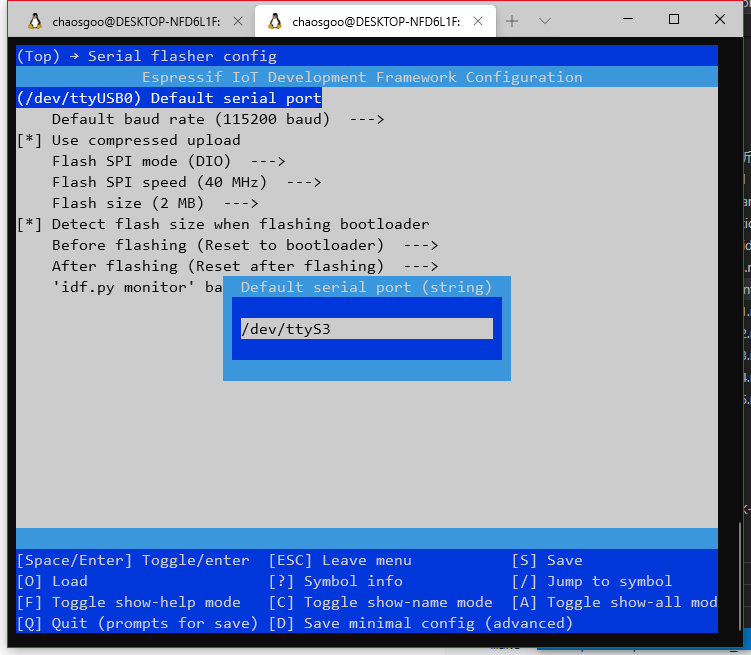 chaosgoo@DESKTOP-NFD6L1F:
chaosgoo@DESKTOP-NFD6L1F:
(Top) → Serial flasher config
Espressif IoT Development Framework Configuration
(/dev/ttyUSB0) Default serial port
Default baud rate (115200 baud)  --->
[*] Use compressed upload
Flash SPI mode (DIO)  --->
Flash SPI speed (40 MHz)  --->
Flash size (2 MB)  --->
[*] Detect flash size when flashing bootloader
Before flashing (Reset to bootloader)  --->
After flashing (Reset after flashing)  --->
'idf.py monitor' ba
Default serial port (string)
/dev/ttyS3
[Space/Enter] Toggle/enter  [ESC] Leave menu  [S] Save
[O] Load  [?] Symbol info  [/] Jump to symbol
[F] Toggle show-help mode  [C] Toggle show-name mode  [A] Toggle show-all mod
[Q] Quit (prompts for save) [D] Save minimal config (advanced)